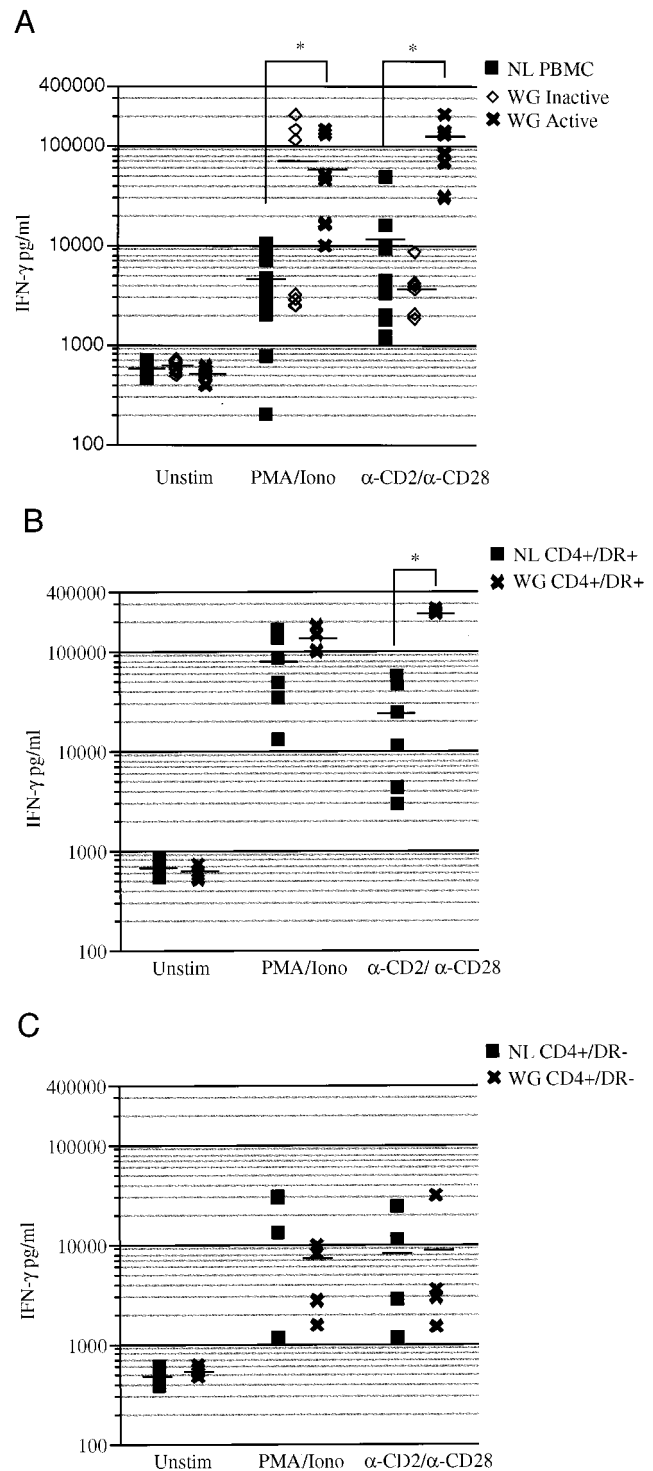 A
* *
NL PBMC
WG Inactive
WG Active
400000
100000
10000
1000
100
IFN-γ pg/ml
Unstim PMA/Iono α-CD2/α-CD28
B
*
NL CD4+/DR+
WG CD4+/DR+
400000
100000
10000
1000
100
IFN-γ pg/ml
Unstim PMA/Iono α-CD2/ α-CD28
C
NL CD4+/DR-
WG CD4+/DR-
400000
100000
10000
1000
100
IFN-γ pg/ml
Unstim PMA/Iono α-CD2/α-CD28